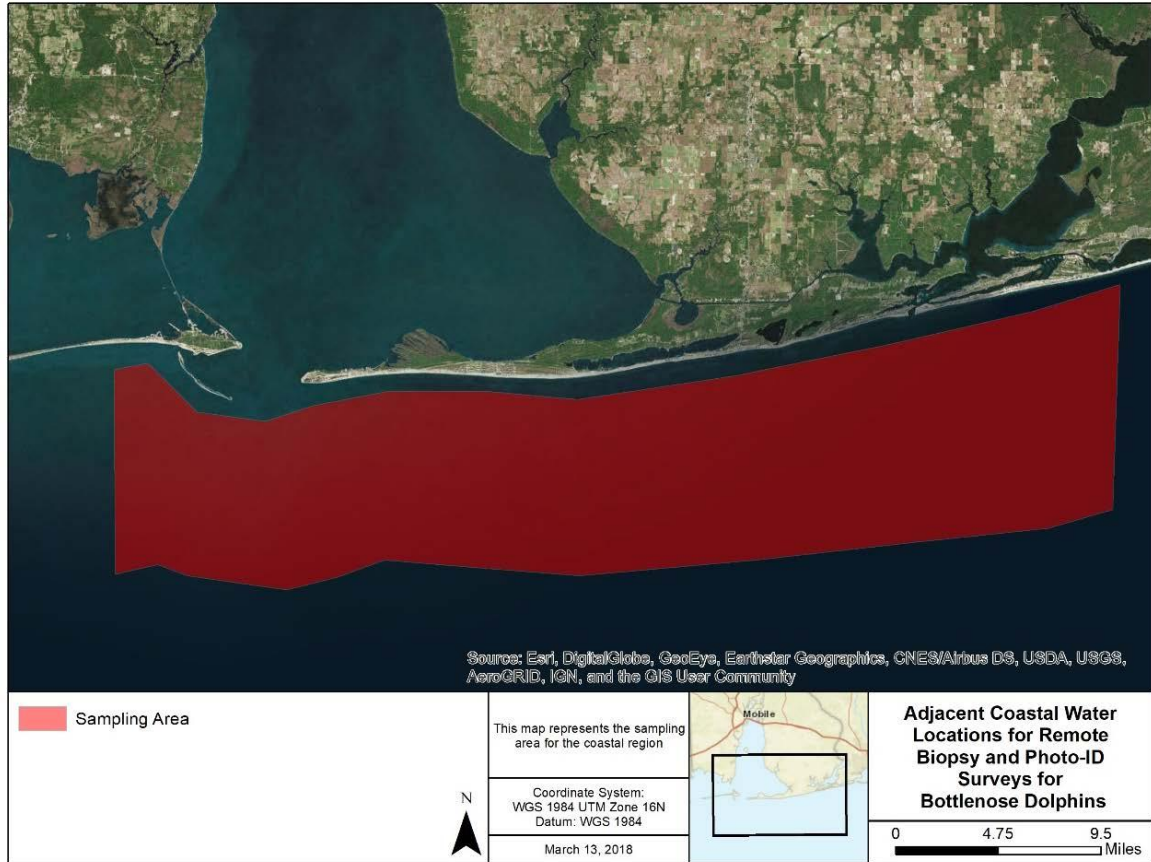 Source: Esri, DigitalGlobe, GeoEye, Earthstar Geographics, CNES/Airbus DS, USDA, USGS,
AeroGRID, IGN, and the GIS User Community
Sampling Area
N
This map represents the sampling
area for the coastal region
Coordinate System:
WGS 1984 UTM Zone 16N
Datum: WGS 1984
March 13, 2018
Mobile
Adjacent Coastal Water
Locations for Remote
Biopsy and Photo-ID
Surveys for
Bottlenose Dolphins
0 4.75 9.5
Miles